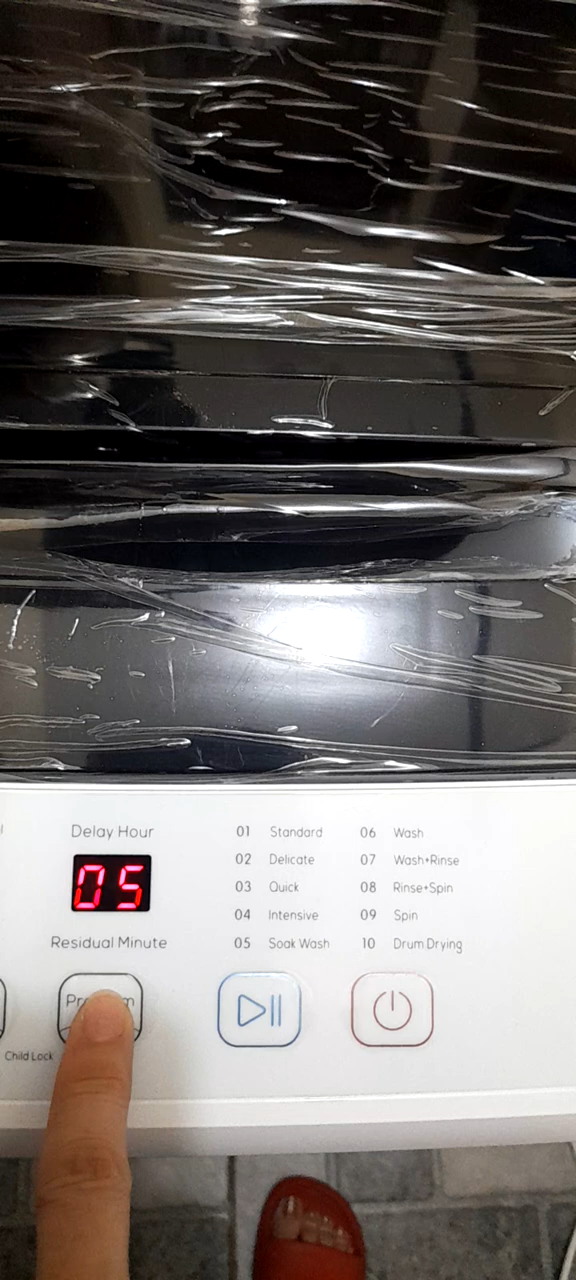 Delay Hour
05
Residual Minute
01 Standard
02 Delicate
03 Quick
04 Intensive
05 Soak Wash
06 Wash
07 Wash+Rinse
08 Rinse+Spin
09 Spin
10 Drum Drying
Child Lock